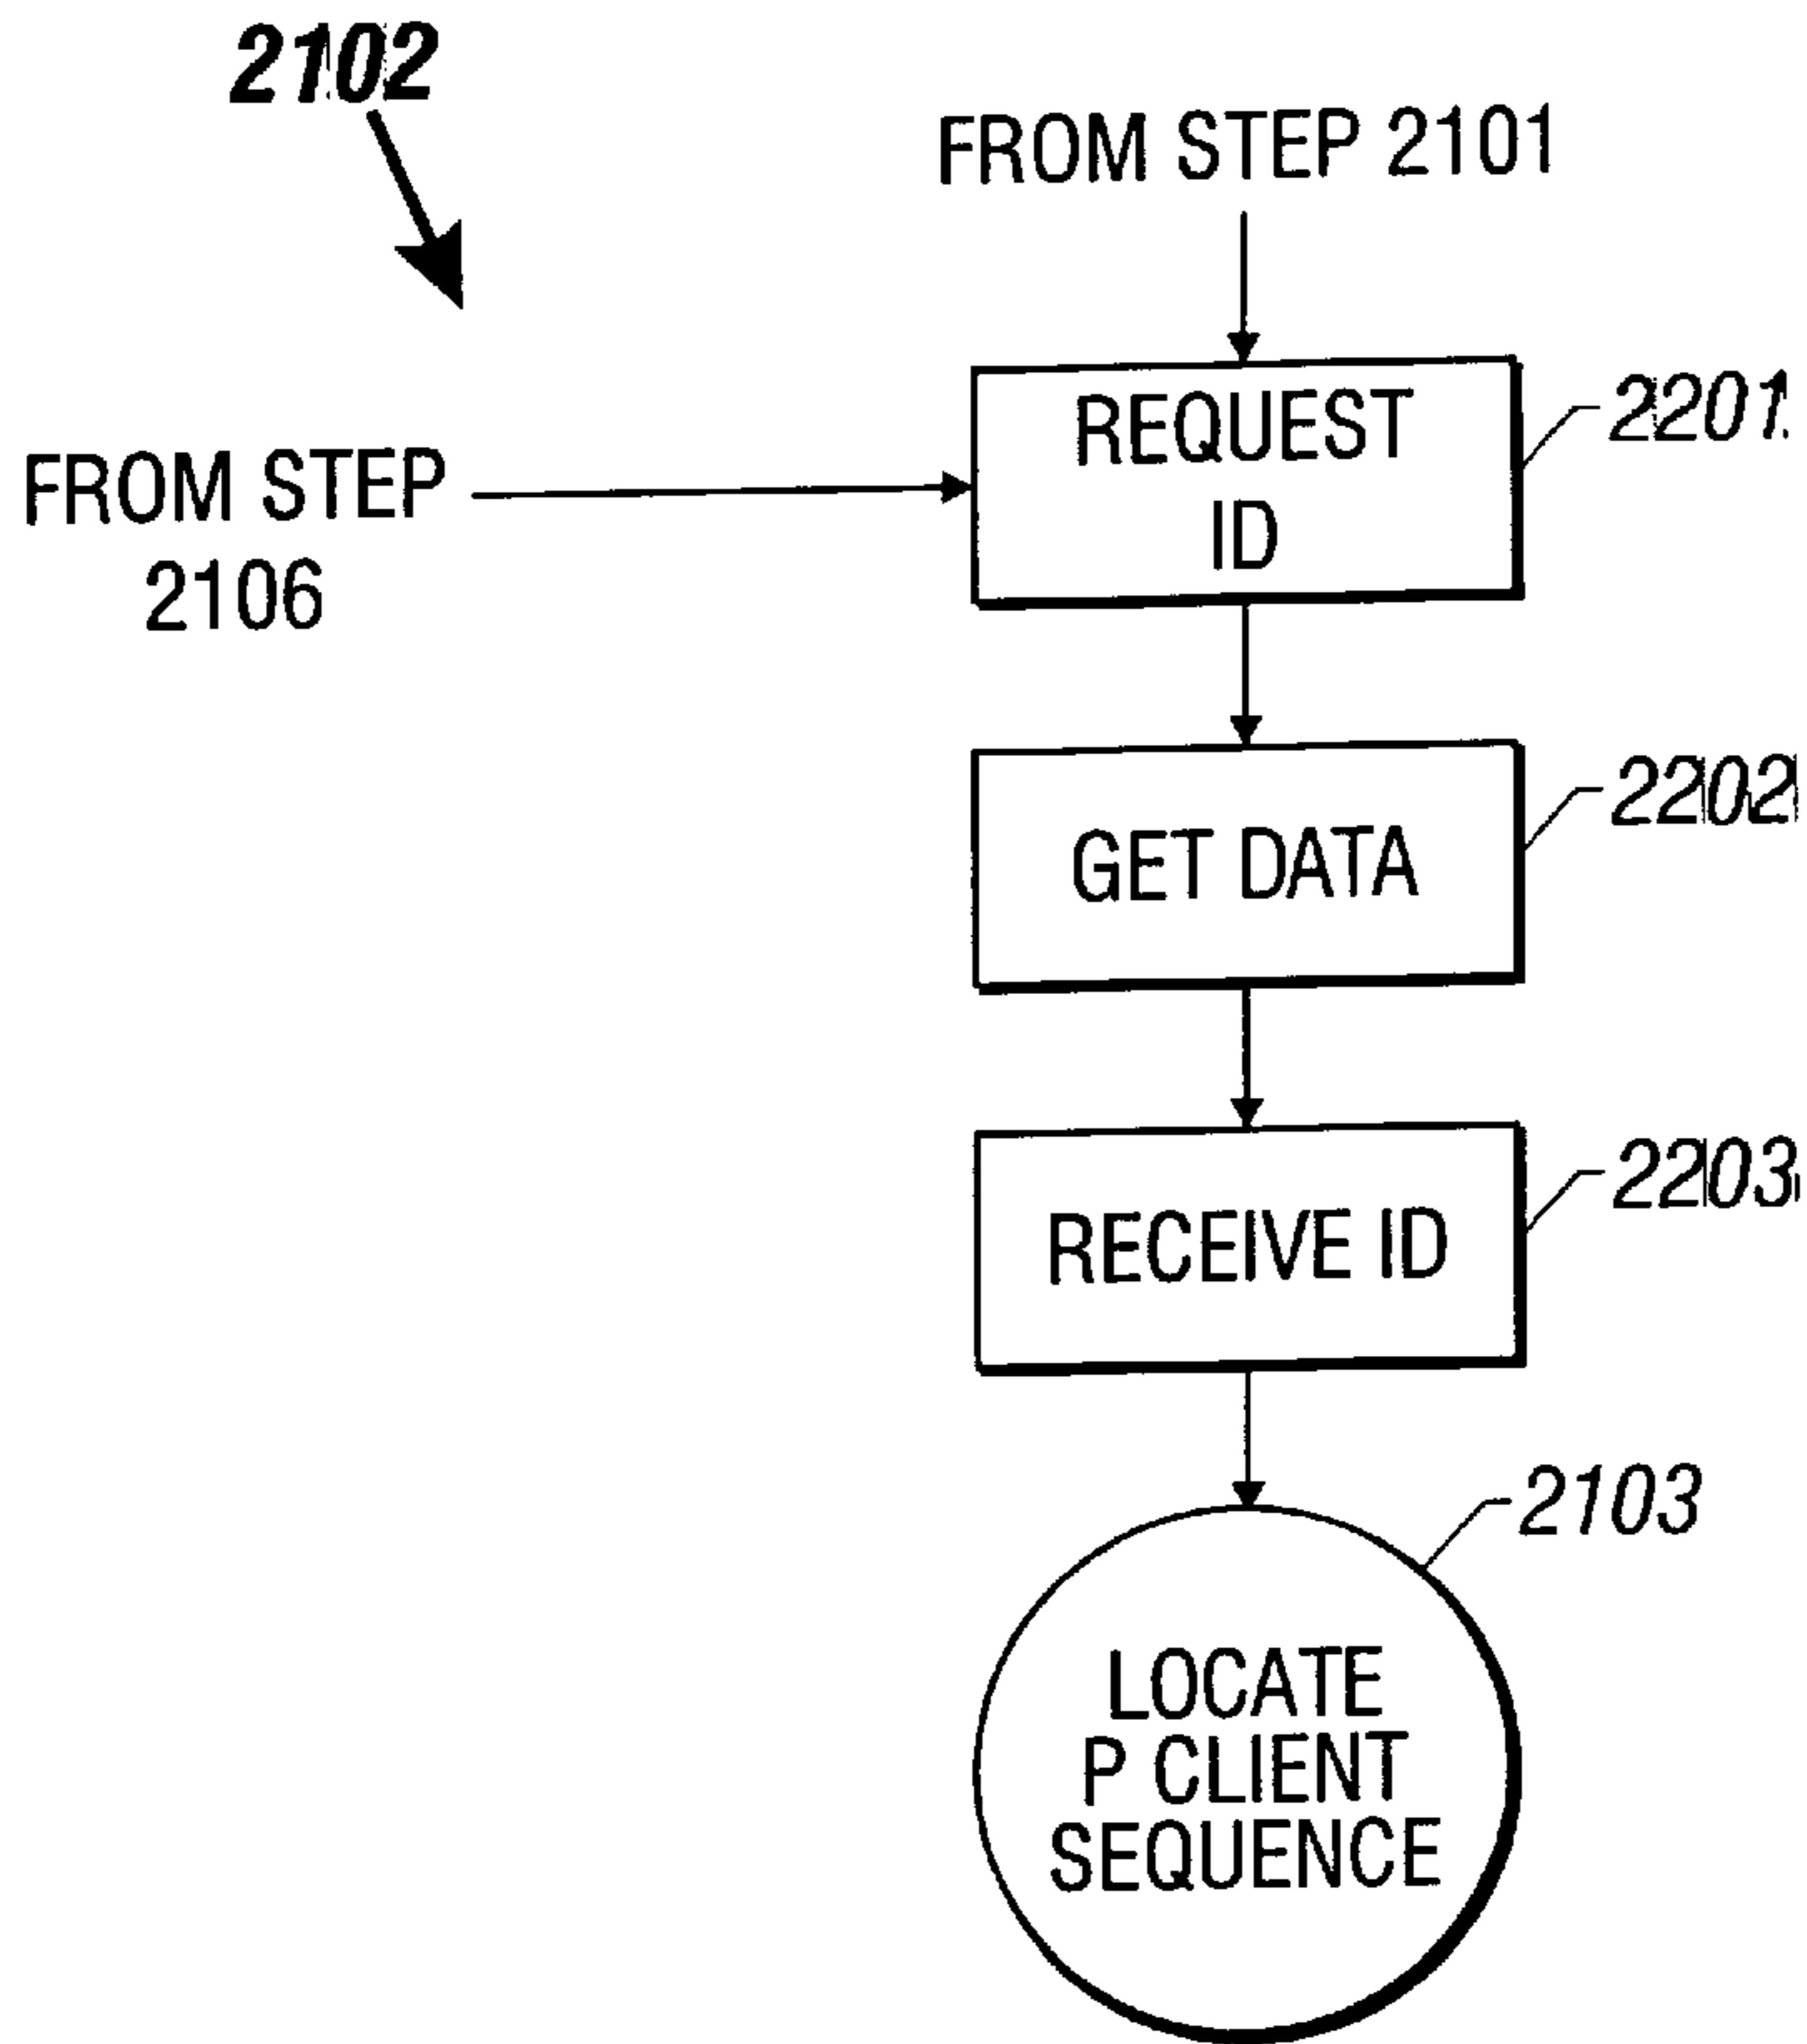 2102
FROM STEP 2101
REQUEST
ID
2201
FROM STEP
2106
GET DATA
2202
RECEIVE ID
2203
2103
LOCATE
P CLIENT
SEQUENCE